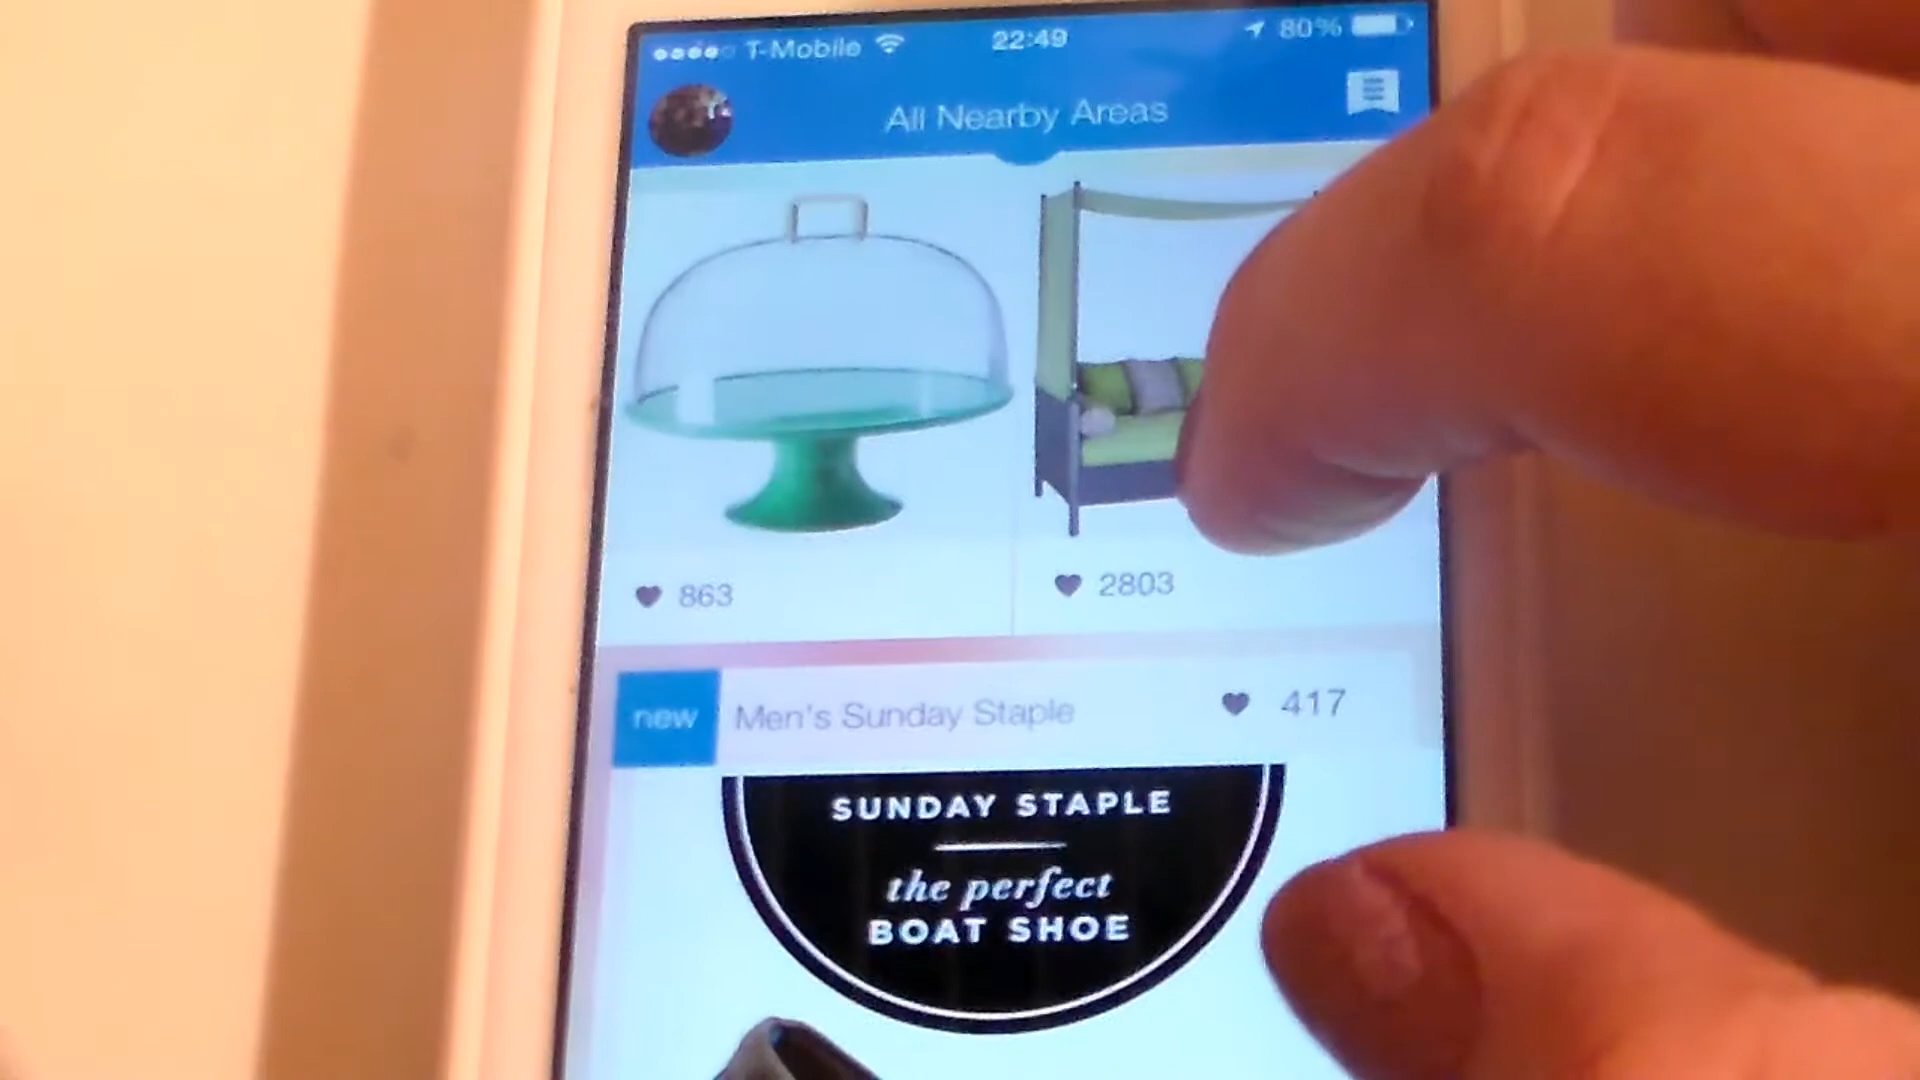 T-Mobile
22:49
80%
All Nearby Areas
863
2803
new
Men's Sunday Staple
417
SUNDAY STAPLE
the perfect
BOAT SHOE